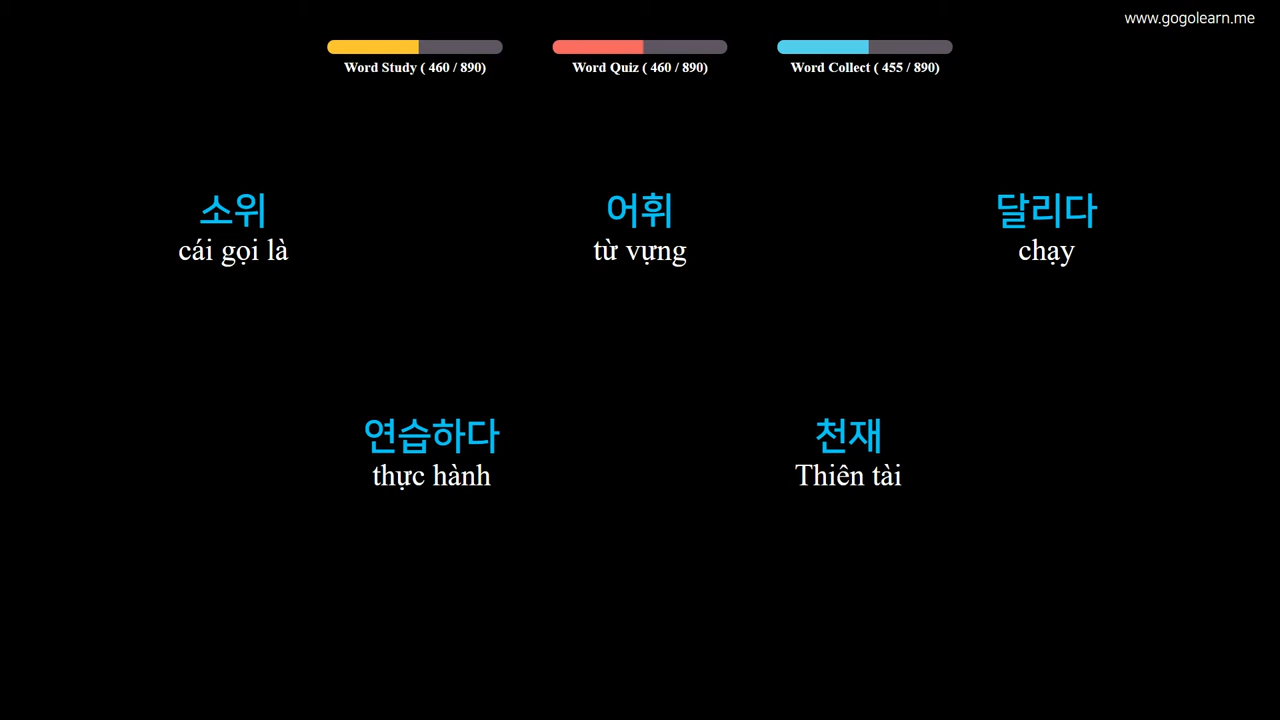 www.gogolearn.me
Word Study ( 460 / 890)
Word Quiz ( 460 / 890)
Word Collect ( 455 / 890)
소위
cái gọi là
어휘
từ vựng
달리다
chạy
연습하다
thực hành
천재
Thiên tài